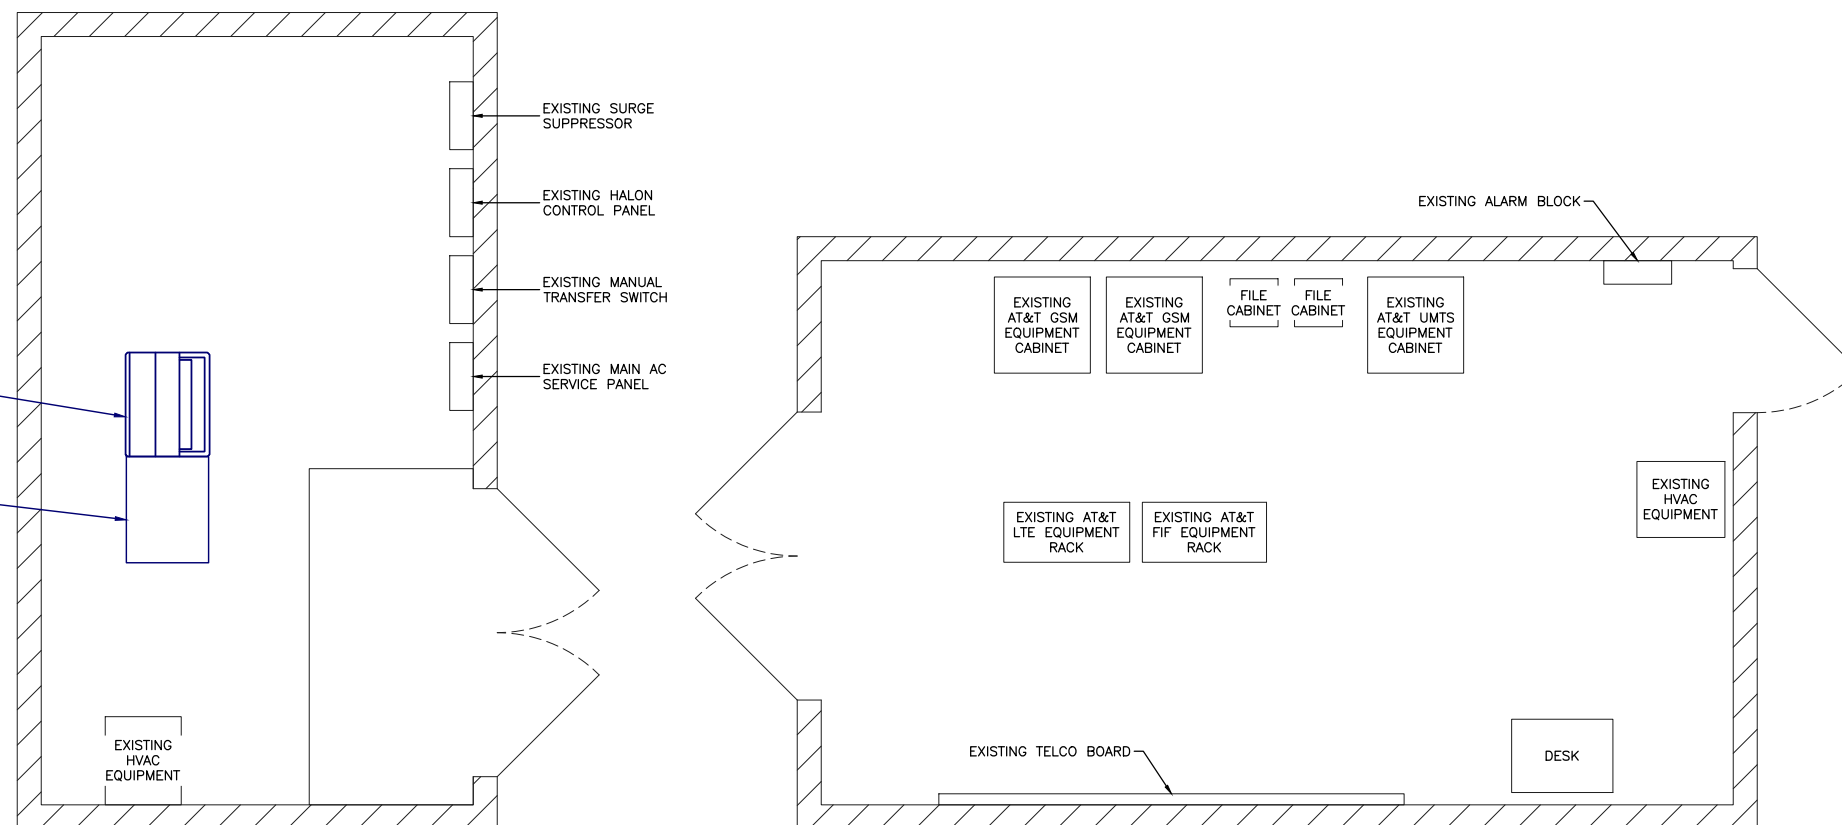 EXISTING SURGE
SUPPRESSOR
EXISTING HALON
CONTROL PANEL
EXISTING MANUAL
TRANSFER SWITCH
EXISTING MAIN AC
SERVICE PANEL
EXISTING
HVAC
EQUIPMENT
EXISTING ALARM BLOCK
EXISTING
AT&T GSM
EQUIPMENT
CABINET
EXISTING
AT&T GSM
EQUIPMENT
CABINET
FILE
CABINET
FILE
CABINET
EXISTING
AT&T UMTS
EQUIPMENT
CABINET
EXISTING
HVAC
EQUIPMENT
EXISTING AT&T
LTE EQUIPMENT
RACK
EXISTING AT&T
FIF EQUIPMENT
RACK
EXISTING TELCO BOARD
DESK